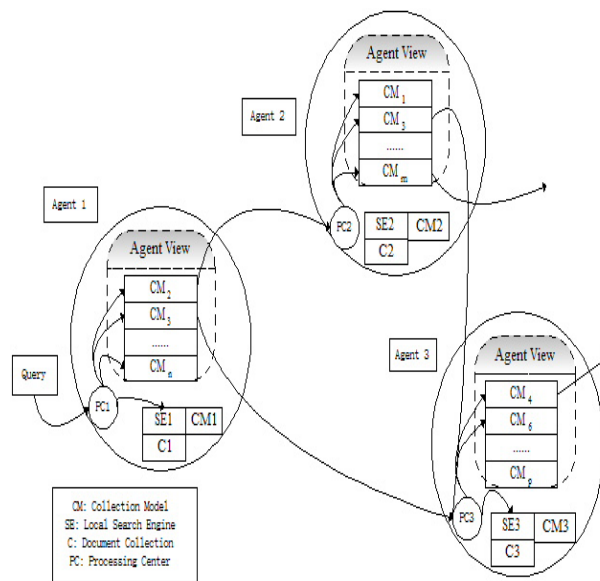 Agent View
CM1
CM3
......
CMm
Agent 2
PC2
SE2
CM2
C2
Agent 1
Agent View
CM2
CM3
......
CMn
Query
PC1
SE1
CM1
C1
Agent 3
Agent View
CM4
CM6
......
CMp
PC3
SE3
CM3
C3
CM: Collection Model
SE: Local Search Engine
C: Document Collection
PC: Processing Center